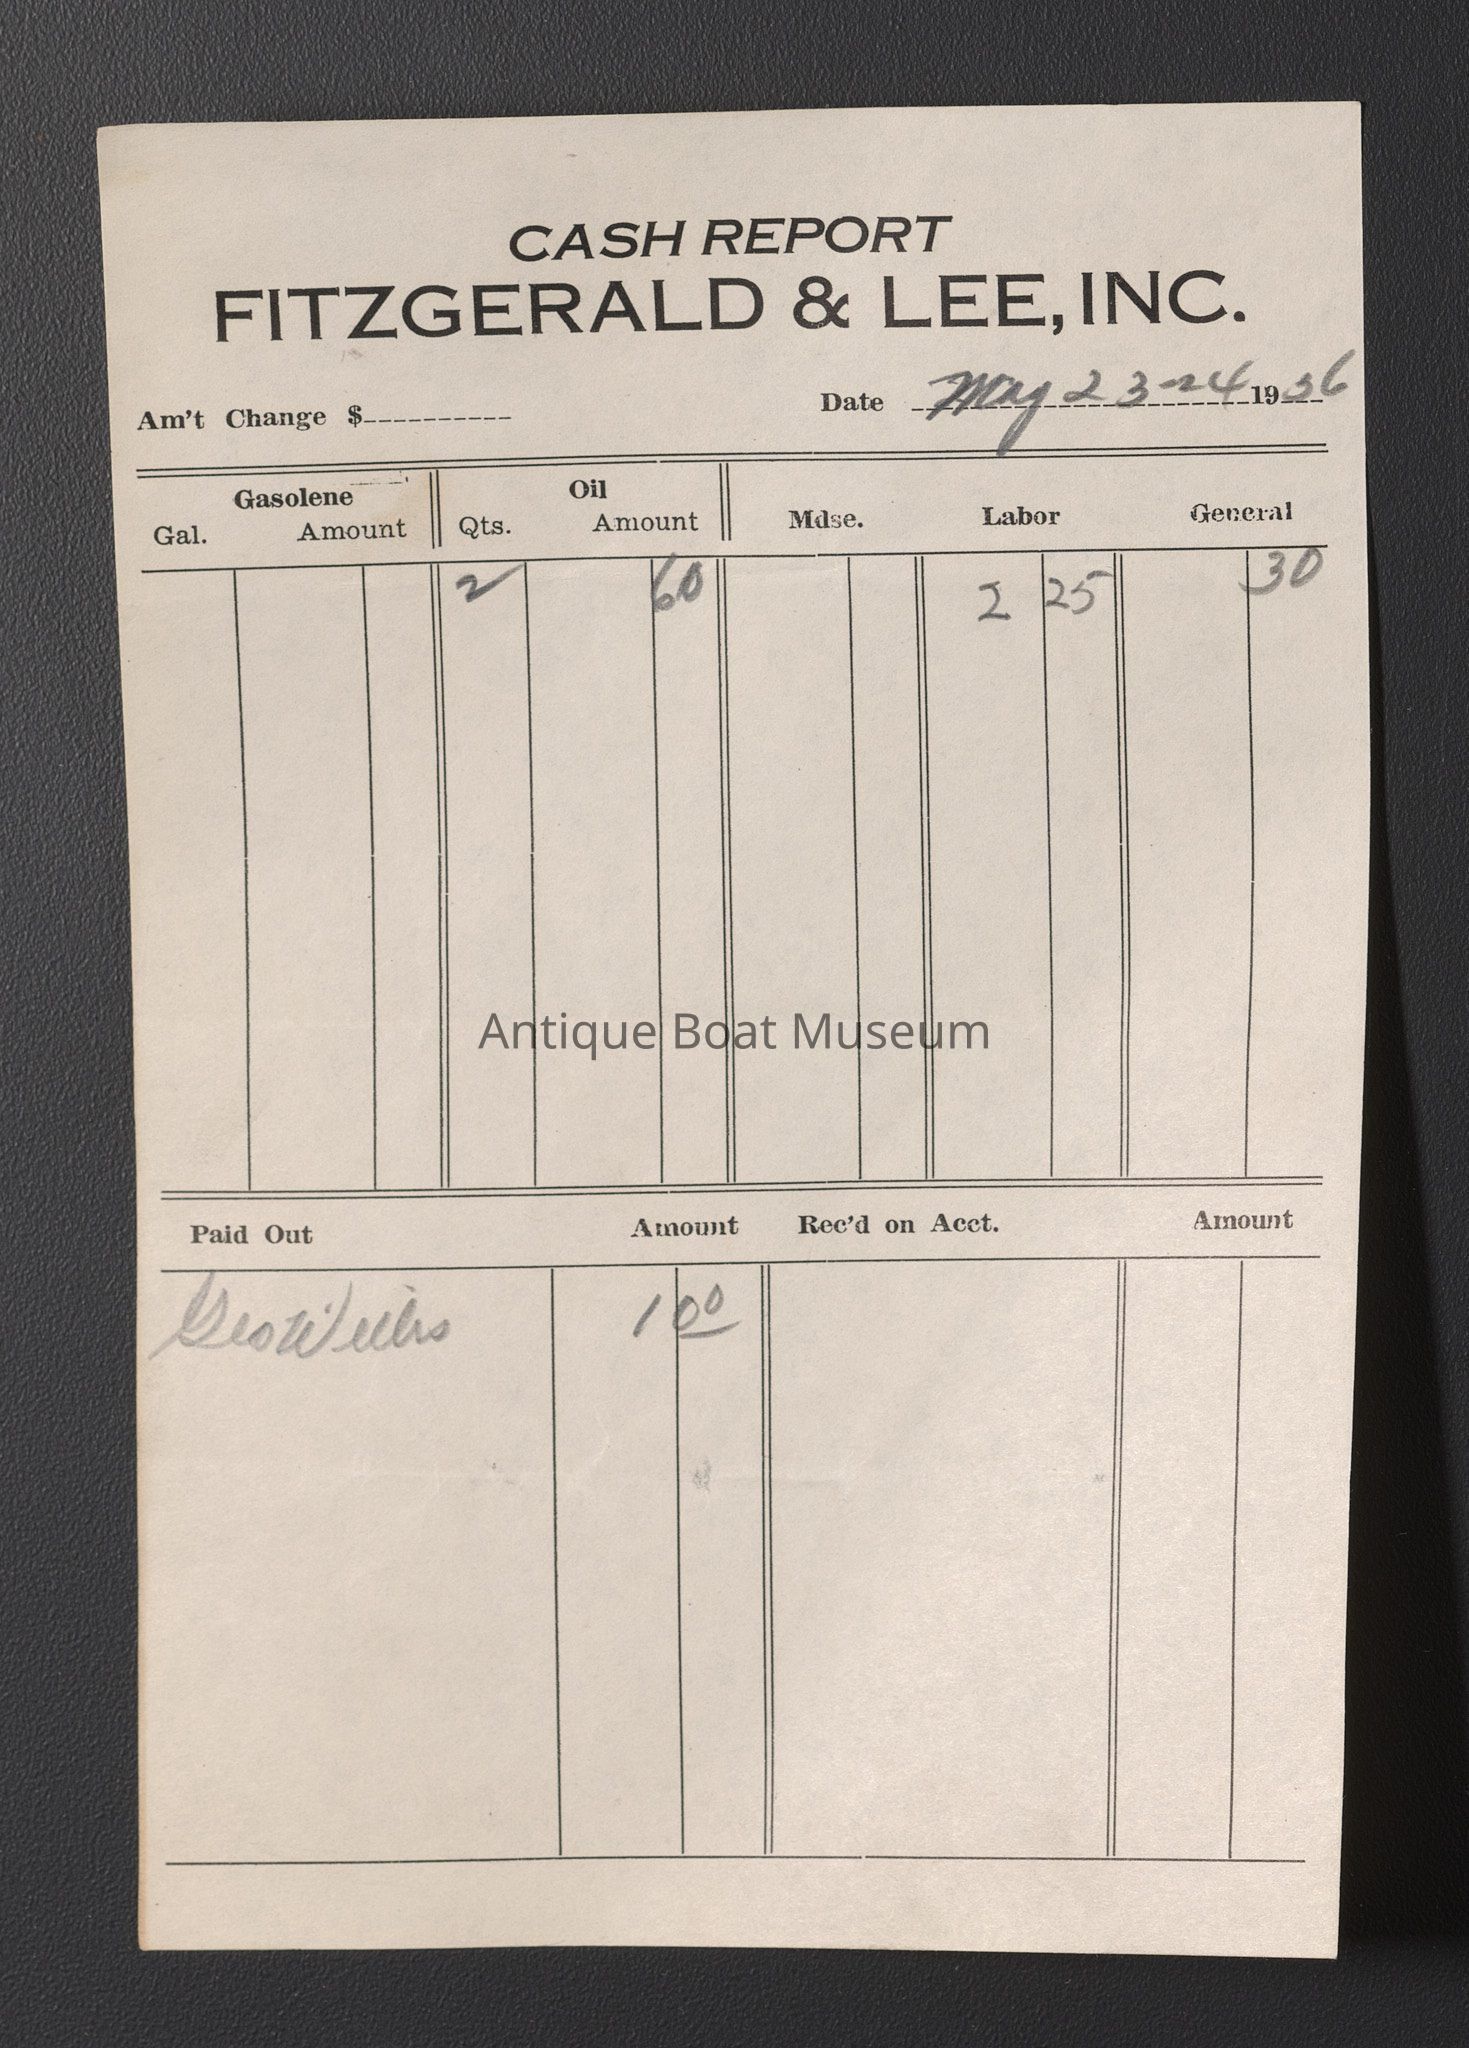 CASH REPORT
FITZGERALD & LEE, INC.
Am't Change $ Date May 23-24 1936
Gasolene Oil
Gal. Amount Qts. Amount Mdse. Labor General
2 60 2 25 30
Antique Boat Museum
Paid Out Amount Rec'd on Acct. Amount
Geo 1 00